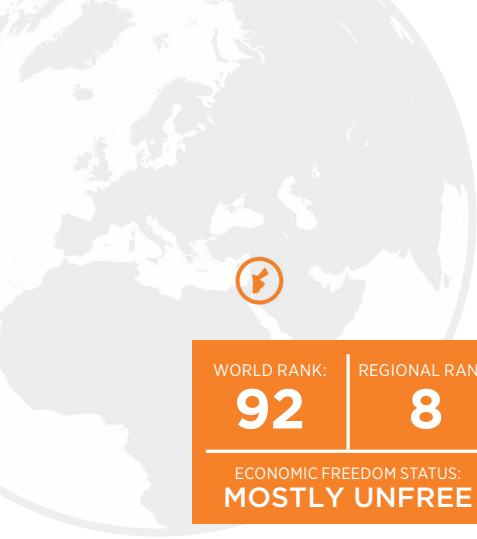 WORLD RANK:
92
REGIONAL RAN
8
ECONOMIC FREEDOM STATUS:
MOSTLY UNFREE